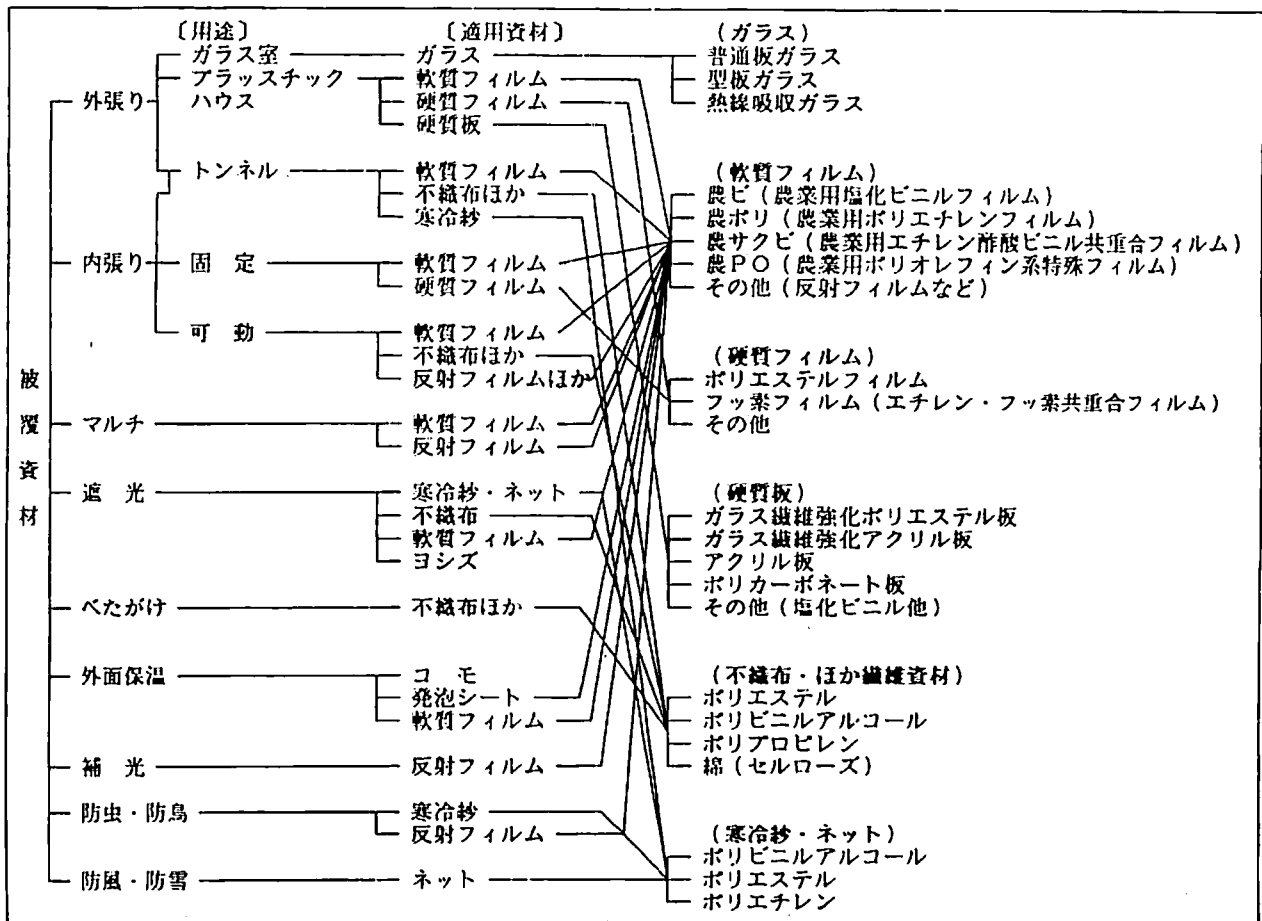 〔用途〕 〔適用資材〕 (ガラス)
ガラス室 ガラス 普通板ガラス
プラッスチック 軟質フィルム 型板ガラス
外張り ハウス 硬質フィルム 熱線吸収ガラス
硬質板
トンネル 軟質フィルム (軟質フィルム)
不織布ほか 農ビ(農業用塩化ビニルフィルム)
寒冷紗 農ポリ(農業用ポリエチレンフィルム)
農サクビ(農業用エチレン酢酸ビニル共重合フィルム)
内張り 固定 軟質フィルム 農PO(農業用ポリオレフィン系特殊フィルム)
硬質フィルム その他(反射フィルムなど)
可動 軟質フィルム
不織布ほか (硬質フィルム)
反射フィルムほか ポリエステルフィルム
フッ素フィルム(エチレン・フッ素共重合フィルム)
マルチ 軟質フィルム その他
反射フィルム
被覆資材
遮光 寒冷紗・ネット (硬質板)
不織布 ガラス繊維強化ポリエステル板
軟質フィルム ガラス繊維強化アクリル板
ヨシズ アクリル板
ポリカーボネート板
べたがけ 不織布ほか その他(塩化ビニル他)
外面保温 コモ (不織布・ほか繊維資材)
発泡シート ポリエステル
軟質フィルム ポリビニルアルコール
ポリプロピレン
補光 反射フィルム 綿(セルローズ)
防虫・防鳥 寒冷紗
反射フィルム (寒冷紗・ネット)
ポリビニルアルコール
防風・防雪 ネット ポリエステル
ポリエチレン